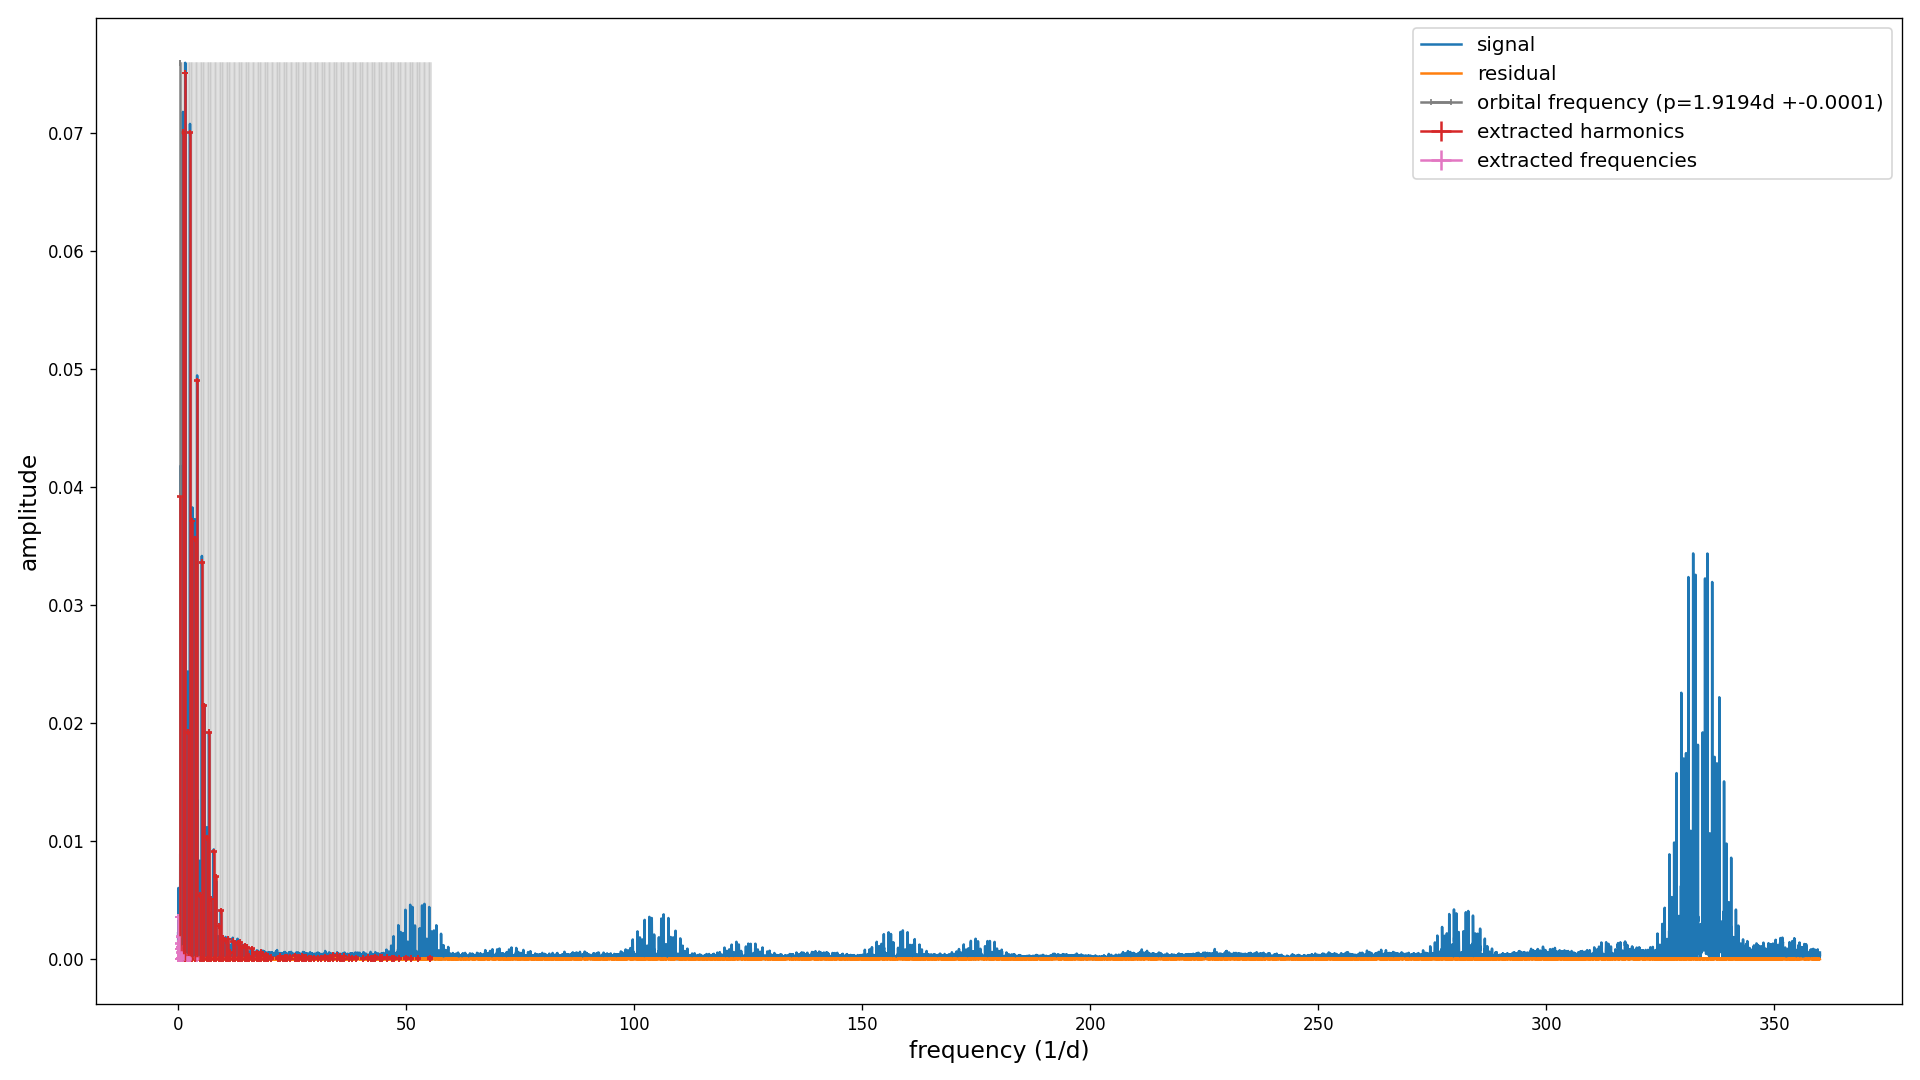 signal
residual
orbital frequency (p=1.9194d +-0.0001)
extracted harmonics
extracted frequencies
amplitude
0.07
0.06
0.05
0.04
0.03
0.02
0.01
0.00
0 50 100 150 200 250 300 350
frequency (1/d)